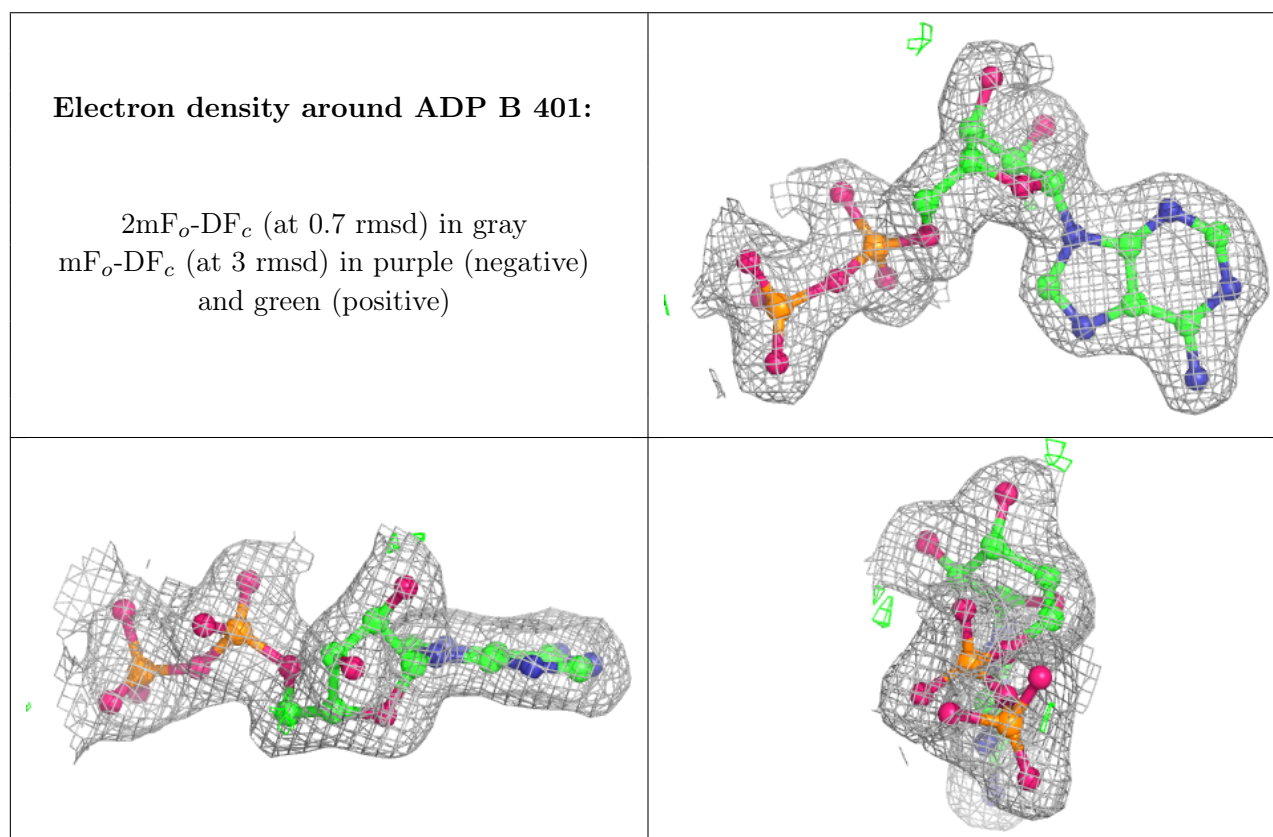 Electron density around ADP B 401:
2mFₒ-DF𝒸 (at 0.7 rmsd) in gray
mFₒ-DF𝒸 (at 3 rmsd) in purple (negative)
and green (positive)